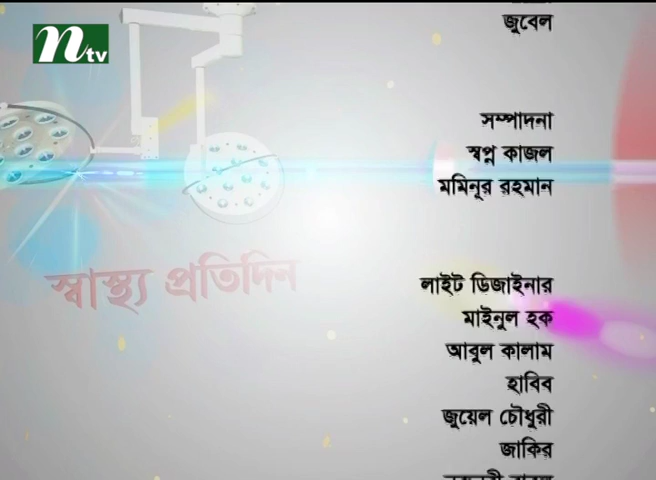 ntv
জুবেল
সম্পাদনা
স্বপ্ন কাজল
মমিনূর রহমান
স্বাস্থ্য প্রতিদিন
লাইট ডিজাইনার
মাইনুল হক
আবুল কালাম
হাবিব
জুয়েল চৌধুরী
জাকির